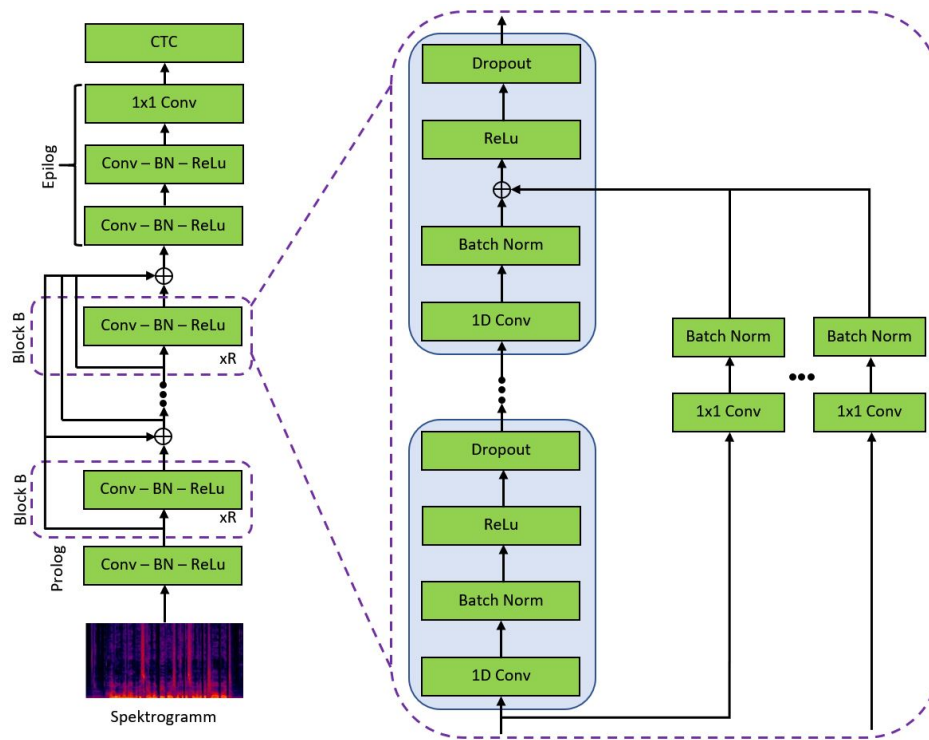 CTC
1x1 Conv
Conv – BN – ReLu
Conv – BN – ReLu
Epilog
Conv – BN – ReLu
xR
Block B
Conv – BN – ReLu
xR
Block B
Conv – BN – ReLu
Prolog
Spektrogramm
Dropout
ReLu
Batch Norm
1D Conv
Dropout
ReLu
Batch Norm
1D Conv
Batch Norm
1x1 Conv
Batch Norm
1x1 Conv